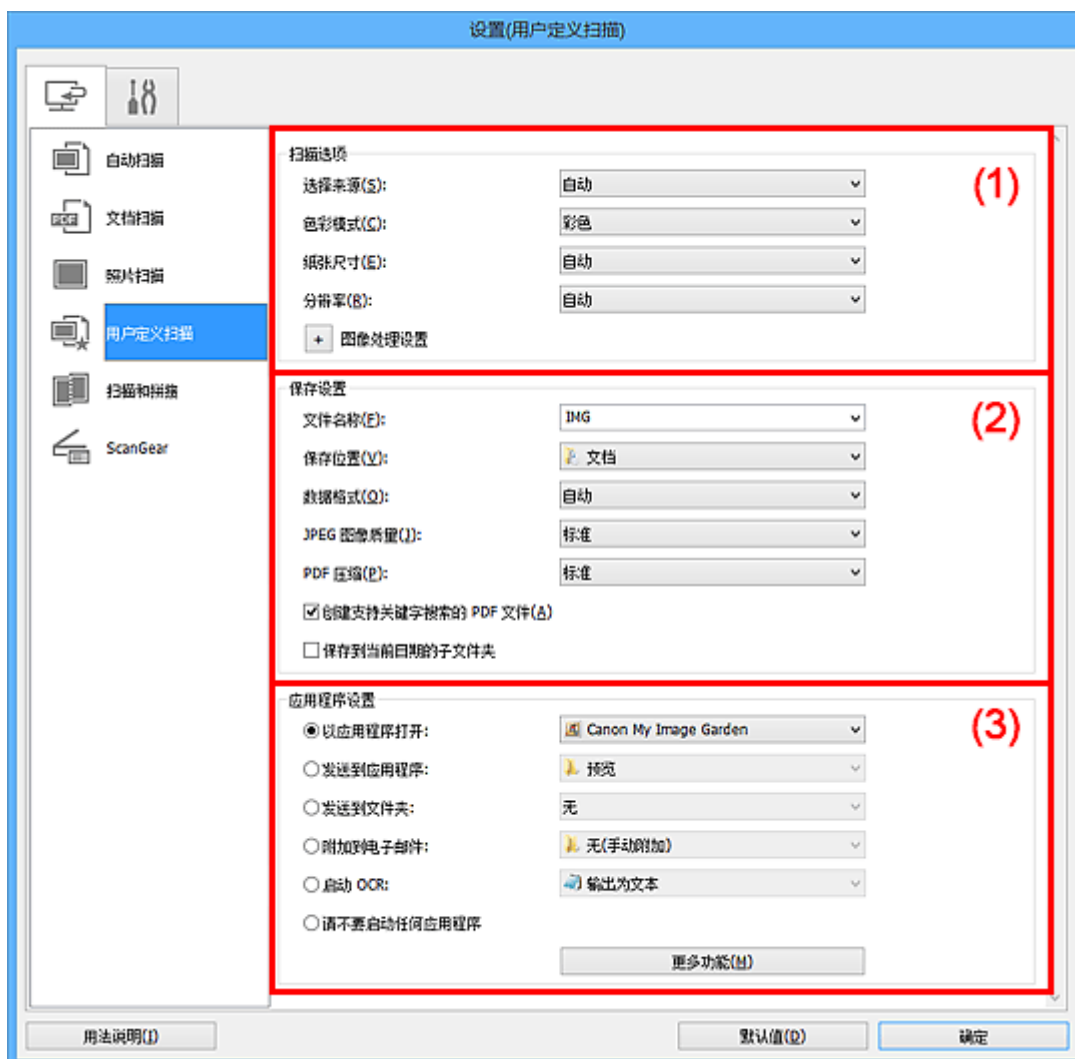 设置(用户定义扫描)
自动扫描
文档扫描
照片扫描
用户定义扫描
扫描和拼缝
ScanGear
扫描选项
(1)
选择来源(S): 自动
色彩模式(C): 彩色
纸张尺寸(E): 自动
分辨率(R): 自动
+ 图像处理设置
保存设置
(2)
文件名称(F): IMG
保存位置(V): 文档
数据格式(O): 自动
JPEG 图像质量(J): 标准
PDF 压缩(P): 标准
创建支持关键字搜索的 PDF 文件(A)
保存到当前日期的子文件夹
应用程序设置
(3)
以应用程序打开: Canon My Image Garden
发送到应用程序: 预览
发送到文件夹: 无
附加到电子邮件: 无(手动附加)
启动 OCR: 输出为文本
请不要启动任何应用程序
更多功能(M)
用法说明(I) 默认值(D) 确定